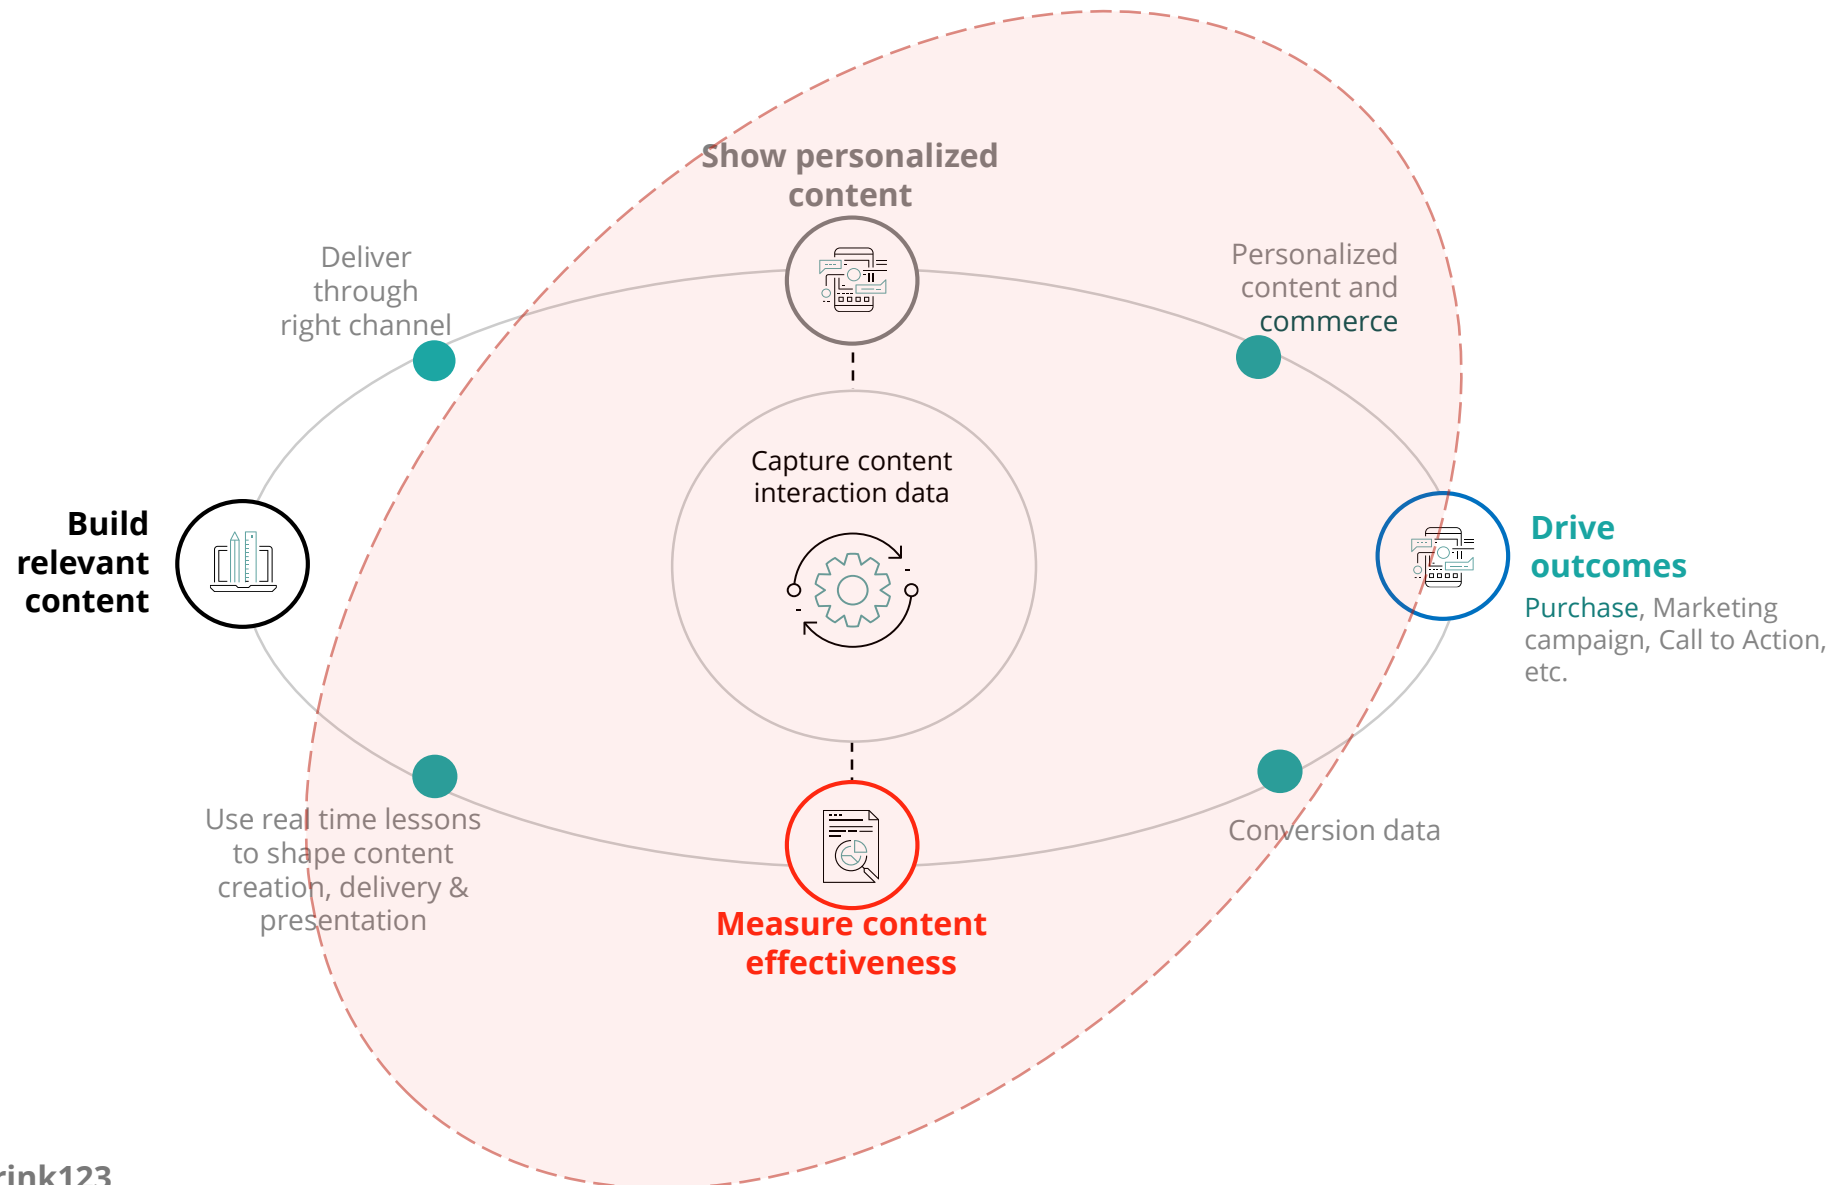 Show personalized
content
Deliver
through
right channel
Personalized
content and
commerce
Capture content
interaction data
Build
relevant
content
Drive
outcomes
Purchase, Marketing
campaign, Call to Action,
etc.
Use real time lessons
to shape content
creation, delivery &
presentation
Conversion data
Measure content
effectiveness
rink123